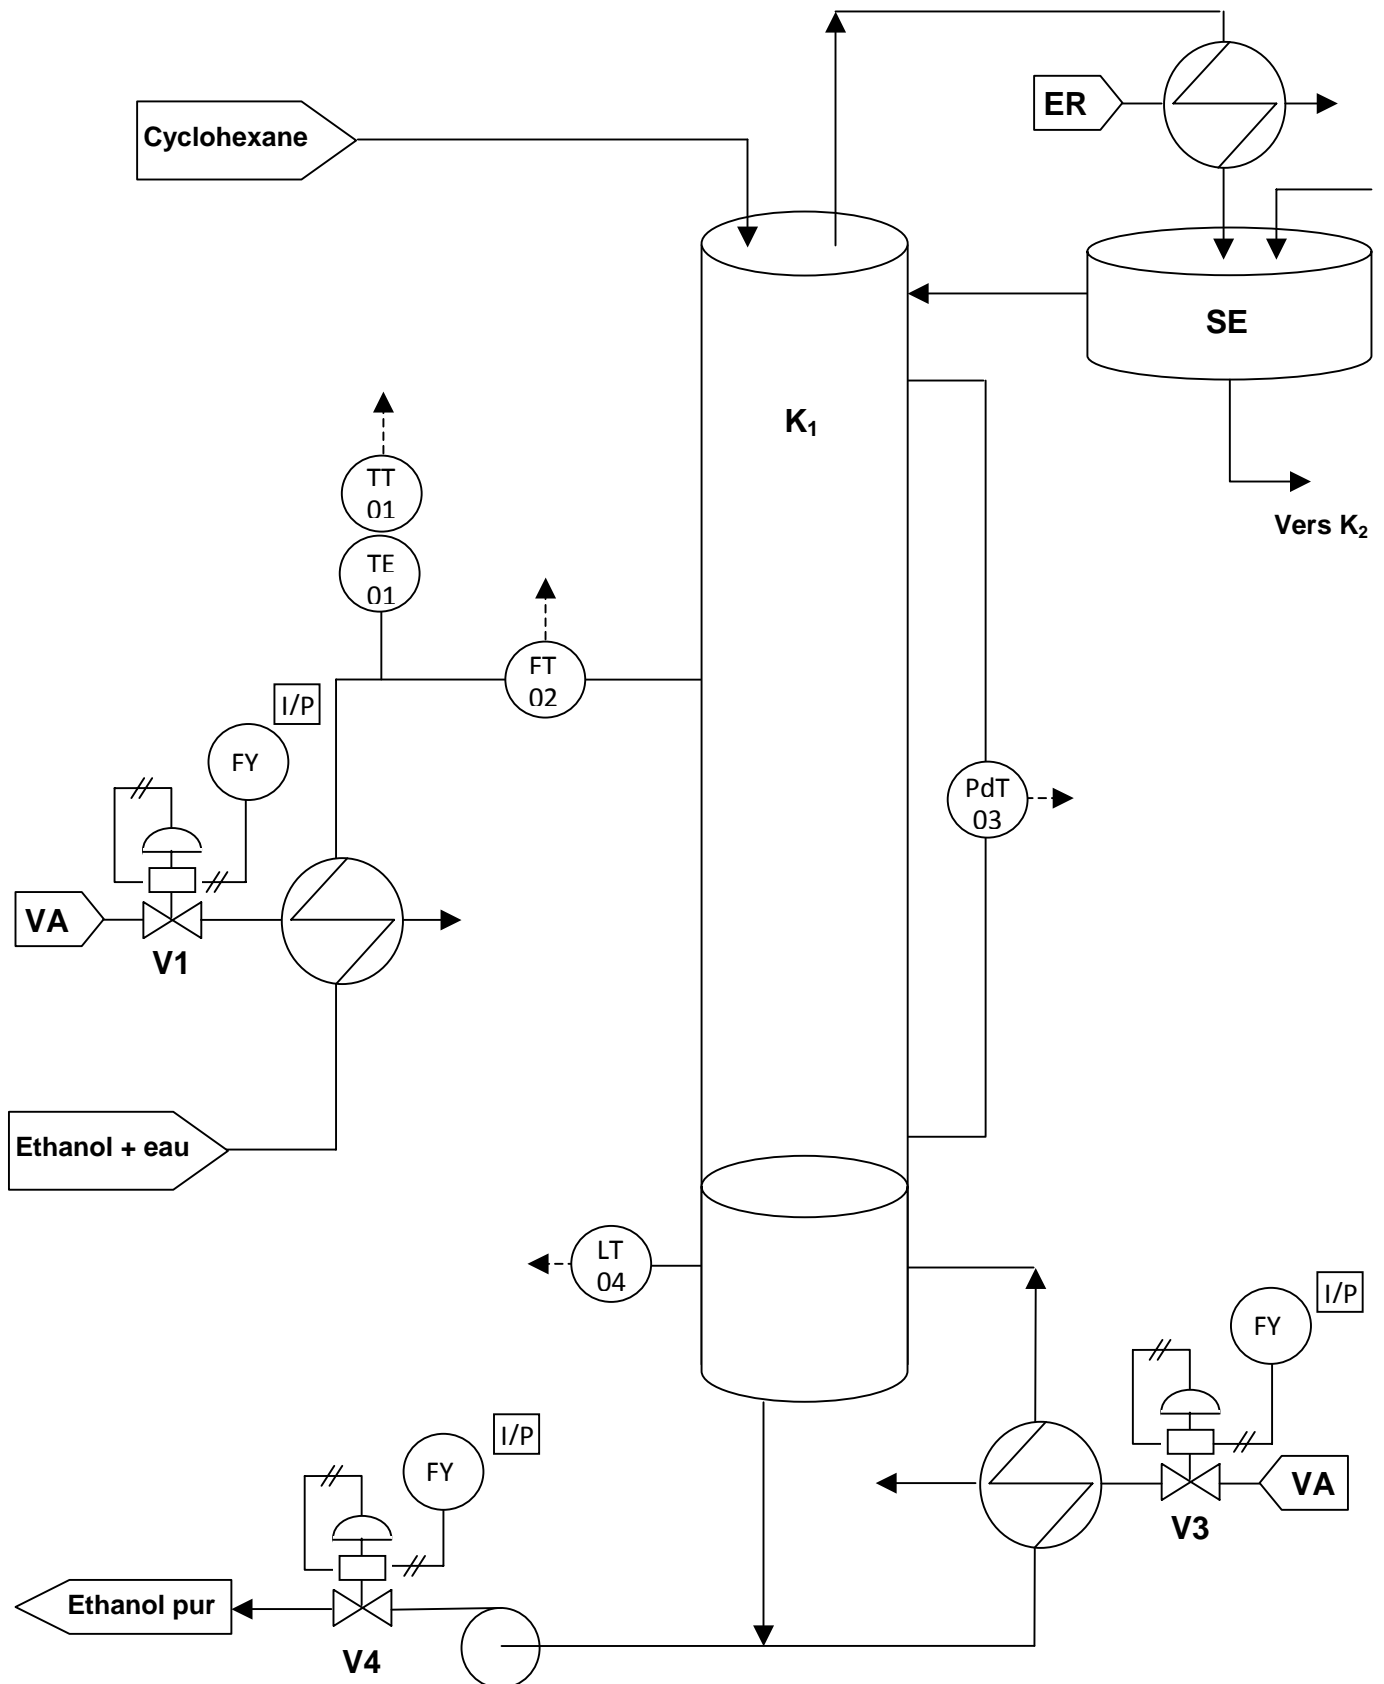 ER
Cyclohexane
SE
K₁
TT
01
Vers K₂
TE
01
FT
02
I/P
FY
PdT
03
VA
V1
Ethanol + eau
LT
04
I/P
FY
I/P
FY
VA
V3
Ethanol pur
V4